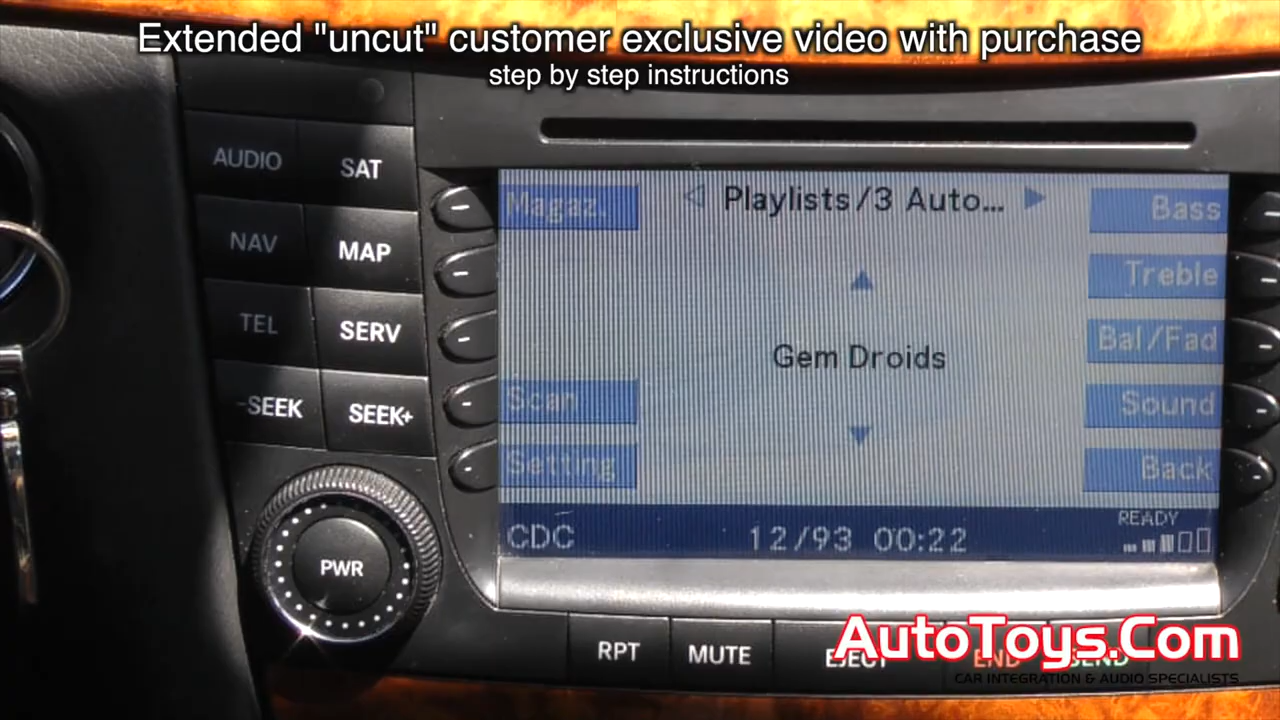 Extended "uncut" customer exclusive video with purchase
step by step instructions
AUDIO SAT
NAV MAP
TEL SERV
-SEEK SEEK+
PWR
Magaz. Playlists/3 Auto... Bass
Treble
Gem Droids Bal/Fad
Scan Sound
Setting Back
READY
CDC 12/93 00:22
RPT MUTE EJECT END SEND
AutoToys.Com
CAR INTEGRATION & AUDIO SPECIALISTS